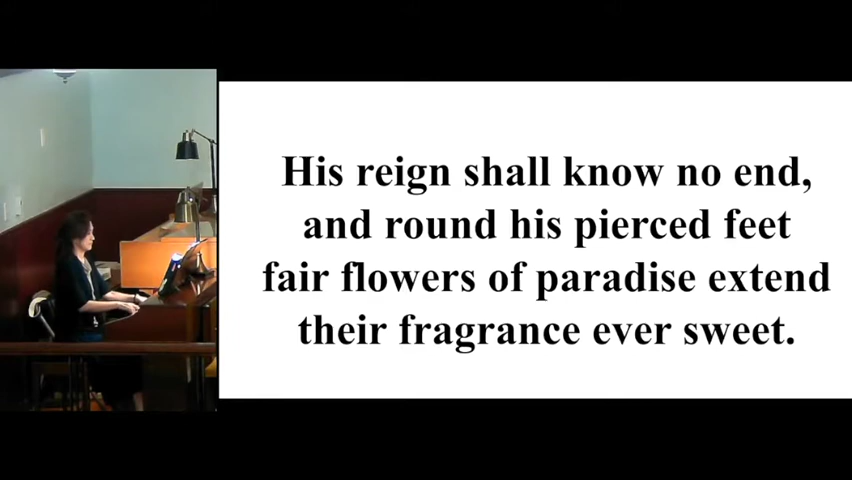 His reign shall know no end,
and round his pierced feet
fair flowers of paradise extend
their fragrance ever sweet.